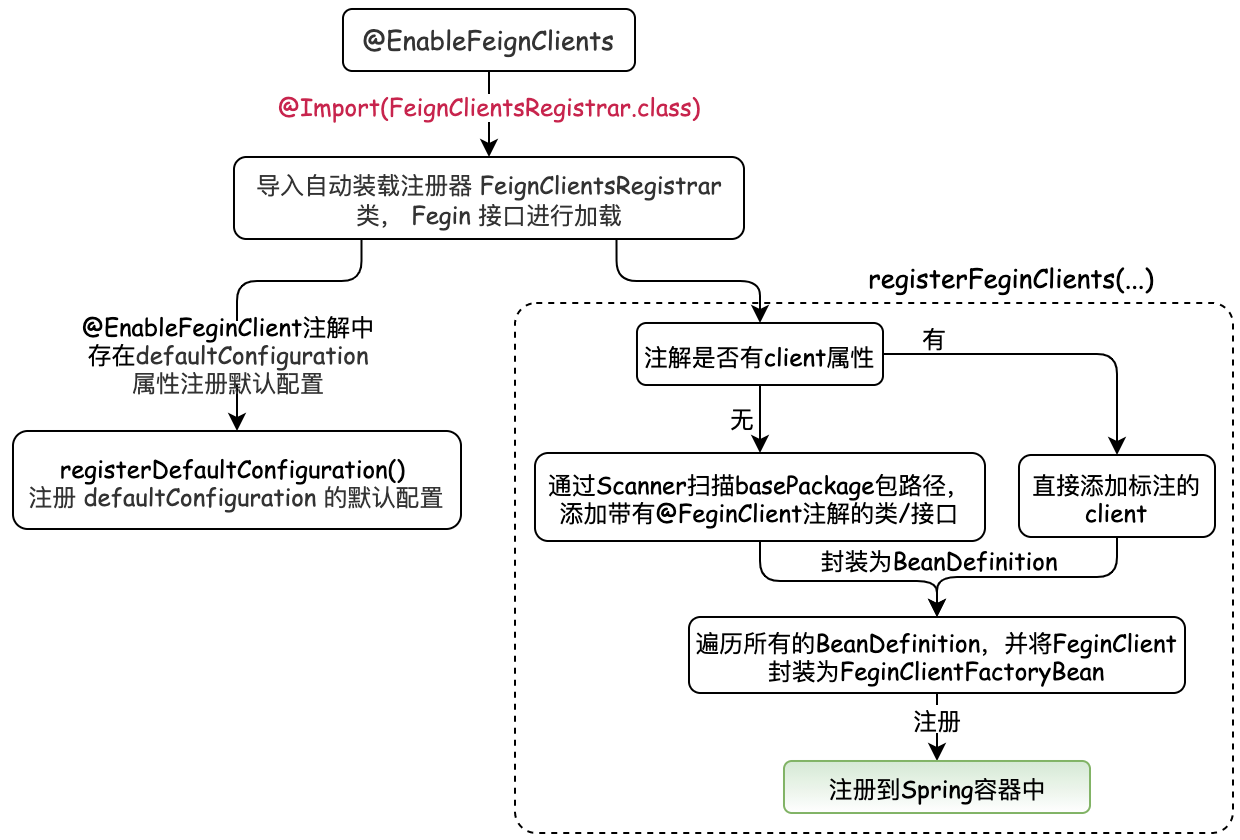 @EnableFeignClients
@Import(FeignClientsRegistrar.class)
导入自动装载注册器 FeignClientsRegistrar
类， Fegin 接口进行加载
@EnableFeginClient注解中
存在defaultConfiguration
属性注册默认配置
registerDefaultConfiguration()
注册 defaultConfiguration 的默认配置
registerFeginClients(...)
注解是否有client属性
有
无
通过Scanner扫描basePackage包路径，
添加带有@FeginClient注解的类/接口
直接添加标注的
client
封装为BeanDefinition
遍历所有的BeanDefinition，并将FeginClient
封装为FeginClientFactoryBean
注册
注册到Spring容器中